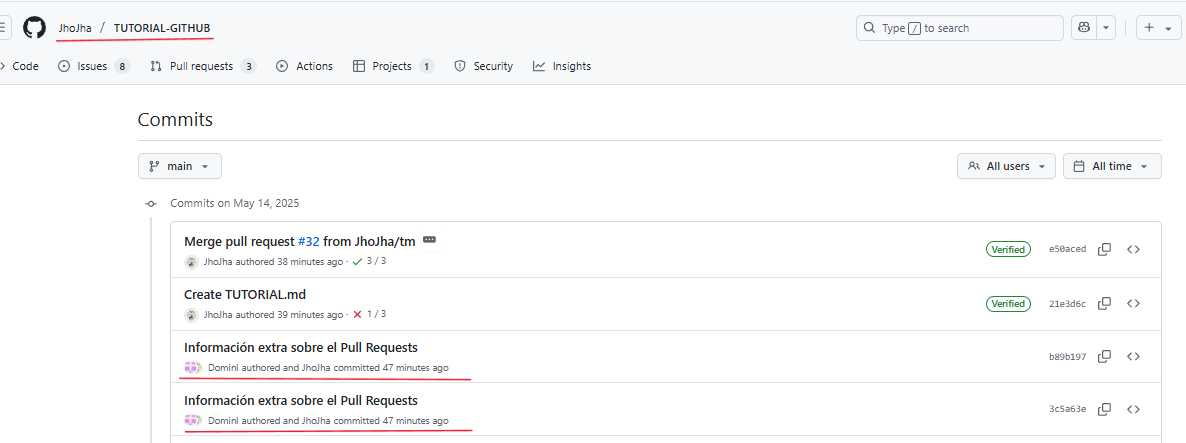 JhoJha / TUTORIAL-GITHUB
Type / to search
Code
Issues 8
Pull requests 3
Actions
Projects 1
Security
Insights
Commits
main
All users
All time
Commits on May 14, 2025
Merge pull request #32 from JhoJha/tm
Verified
e50aced
JhoJha authored 38 minutes ago · 3 / 3
Create TUTORIAL.md
Verified
21e3d6c
JhoJha authored 39 minutes ago · 1 / 3
Información extra sobre el Pull Requests
b89b197
Dominl authored and JhoJha committed 47 minutes ago
Información extra sobre el Pull Requests
3c5a63e
Dominl authored and JhoJha committed 47 minutes ago